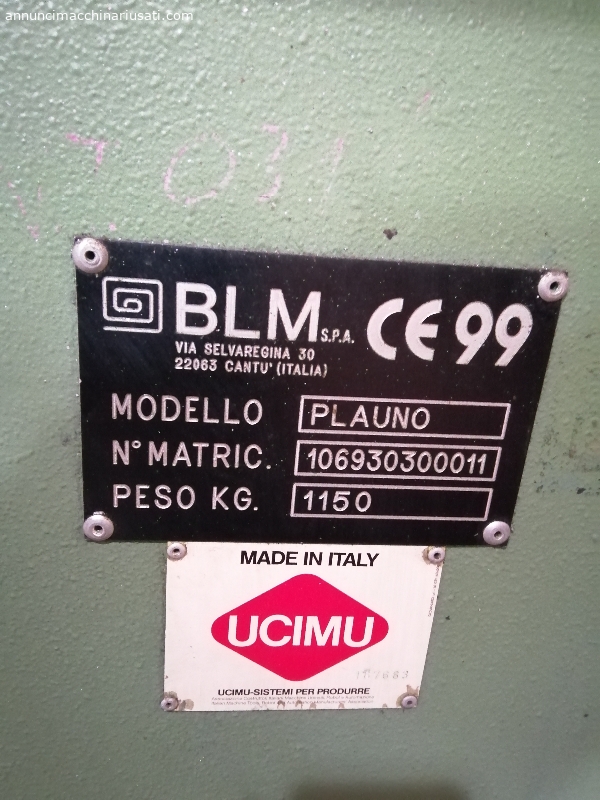 annuncimacchinariusati.com
031
BLM S.P.A. CE 99
VIA SELVAREGINA 30
22063 CANTU' (ITALIA)
MODELLO PLAUNO
N° MATRIC. 106930300011
PESO KG. 1150
MADE IN ITALY
UCIMU
UCIMU-SISTEMI PER PRODURRE